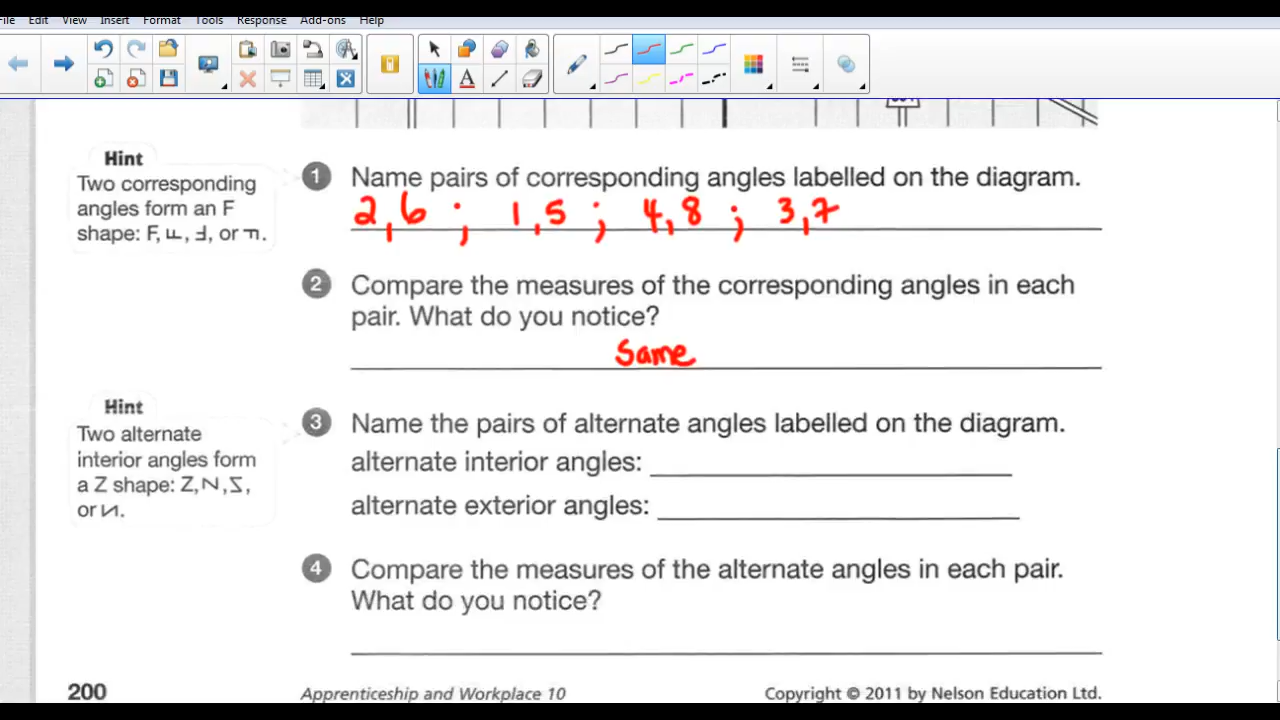 File Edit View Insert Format Tools Response Add-ons Help
Hint
Two corresponding
angles form an F
1 Name pairs of corresponding angles labelled on the diagram.
2,6 ; 1,5 ; 4,8 ; 3,7
2 Compare the measures of the corresponding angles in each
pair. What do you notice?
Same
Hint
Two alternate
interior angles form
a Z shape: Z, N, S,
or И.
3 Name the pairs of alternate angles labelled on the diagram.
alternate interior angles:
alternate exterior angles:
4 Compare the measures of the alternate angles in each pair.
What do you notice?
200 Apprenticeship and Workplace 10 Copyright © 2011 by Nelson Education Ltd.